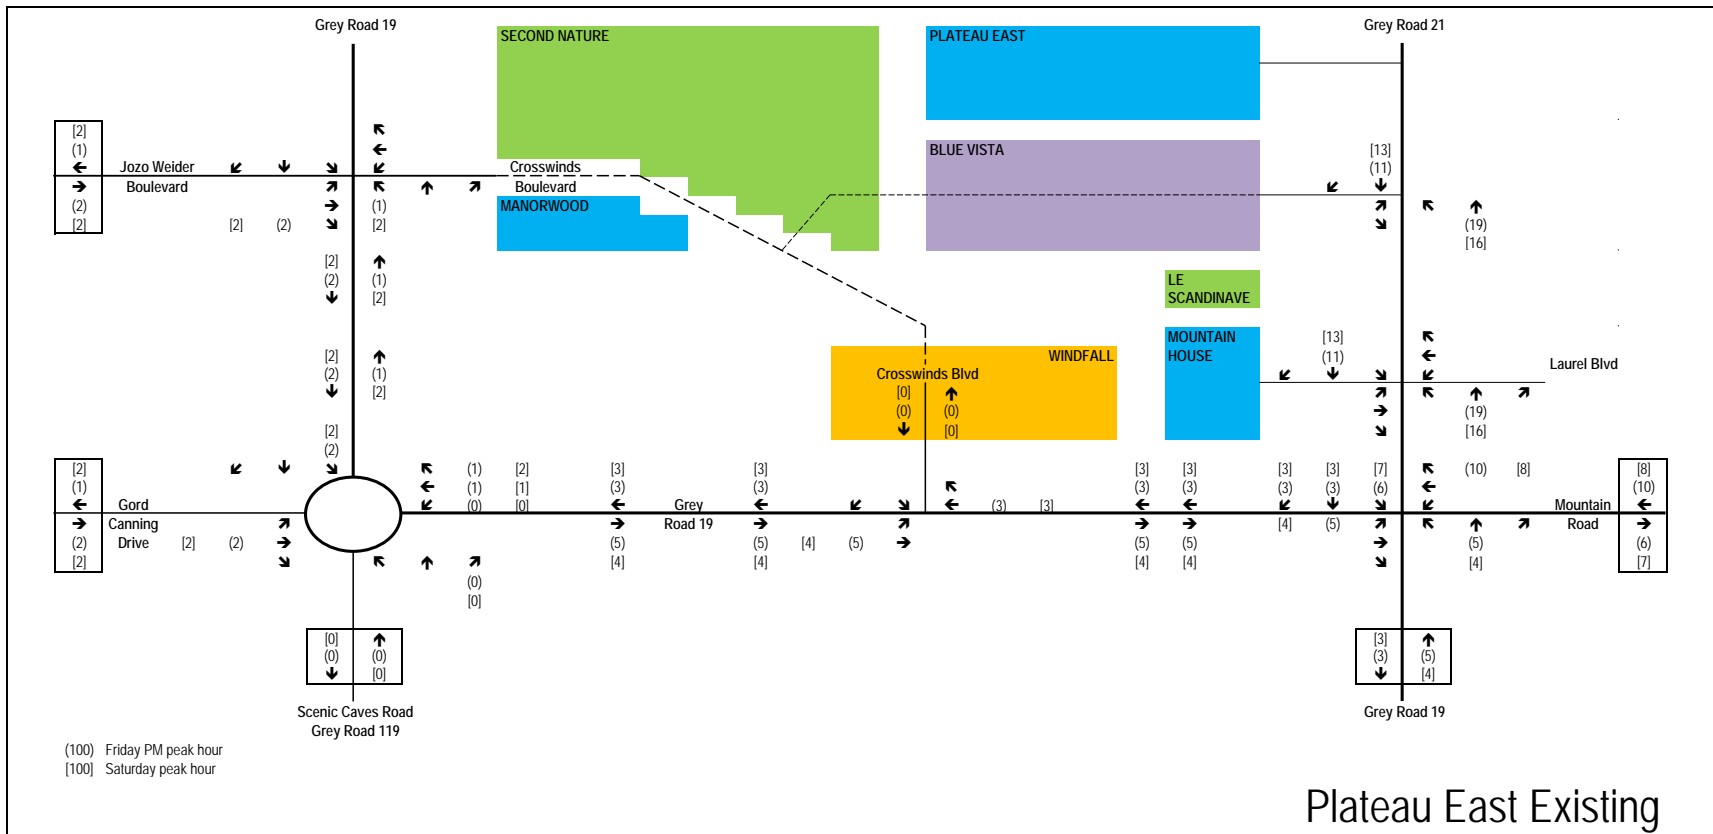 Grey Road 19
Grey Road 21
SECOND NATURE
PLATEAU EAST
[2]
(1)
Jozo Weider
Boulevard
(2)
[2]
[2] (2)
(1)
[2]
Crosswinds
Boulevard
MANORWOOD
BLUE VISTA
[13]
(11)
(19)
[16]
[2]
(2)
(1)
[2]
LE
SCANDINAVE
[2]
(2)
(1)
[2]
WINDFALL
Crosswinds Blvd
[0]
(0)
(0)
[0]
MOUNTAIN
HOUSE
[13]
(11)
Laurel Blvd
(19)
[16]
[2]
(2)
[2]
(1)
Gord
Canning
Drive
(2)
[2]
[2] (2)
(1) [2]
(1) [1]
(0) [0]
(0)
[0]
[3]
(3)
(5)
[4]
Grey
Road 19
[3]
(3)
(5)
[4]
[4] (5)
(3) [3]
[3] [3]
(3) (3)
(5) (5)
[4] [4]
[3] [3] [7]
(3) (3) (6)
[4] (5)
(10) [8]
(5)
[4]
Mountain
Road
[8]
(10)
(6)
[7]
[0]
(0)
(0)
[0]
Scenic Caves Road
Grey Road 119
[3]
(3)
(5)
[4]
Grey Road 19
(100) Friday PM peak hour
[100] Saturday peak hour
Plateau East Existing